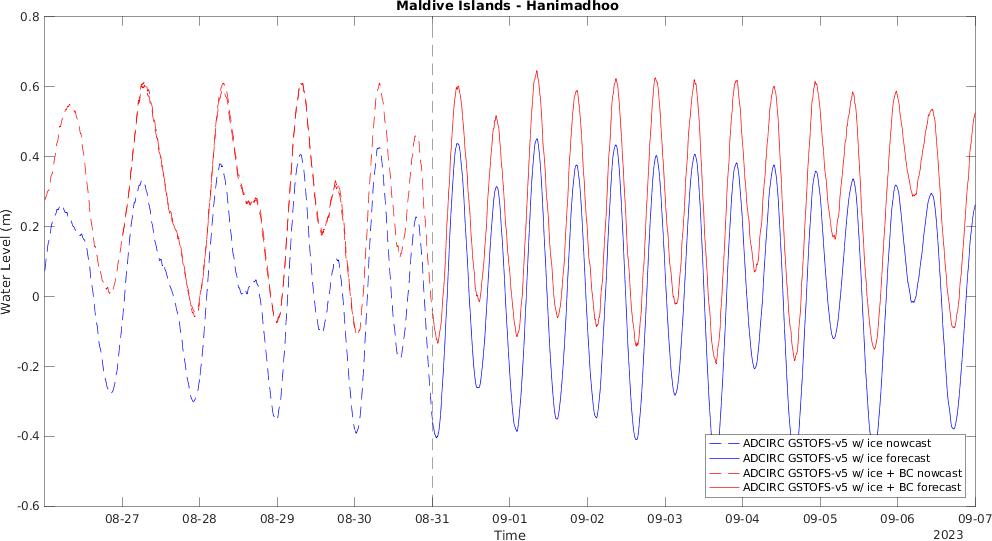 Maldive Islands - Hanimadhoo
0.8
0.6
0.4
0.2
0
-0.2
-0.4
-0.6
Water Level (m)
ADCIRC GSTOFS-v5 w/ ice nowcast
ADCIRC GSTOFS-v5 w/ ice forecast
ADCIRC GSTOFS-v5 w/ ice + BC nowcast
ADCIRC GSTOFS-v5 w/ ice + BC forecast
08-27 08-28 08-29 08-30 08-31 09-01 09-02 09-03 09-04 09-05 09-06 09-07
Time
2023